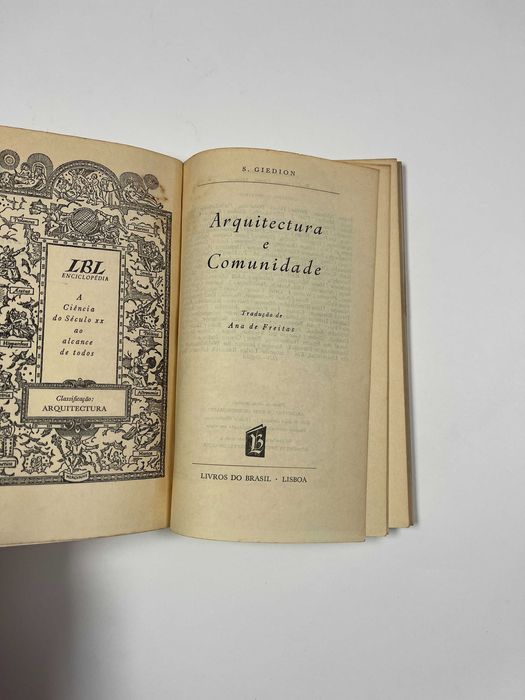 LBL
ENCICLOPÉDIA
A
Ciência
do Século XX
ao
alcance
de todos
Classificação:
ARQUITECTURA
S. GIEDION
Arquitectura
e
Comunidade
Tradução de
Ana de Freitas
LIVROS DO BRASIL · LISBOA